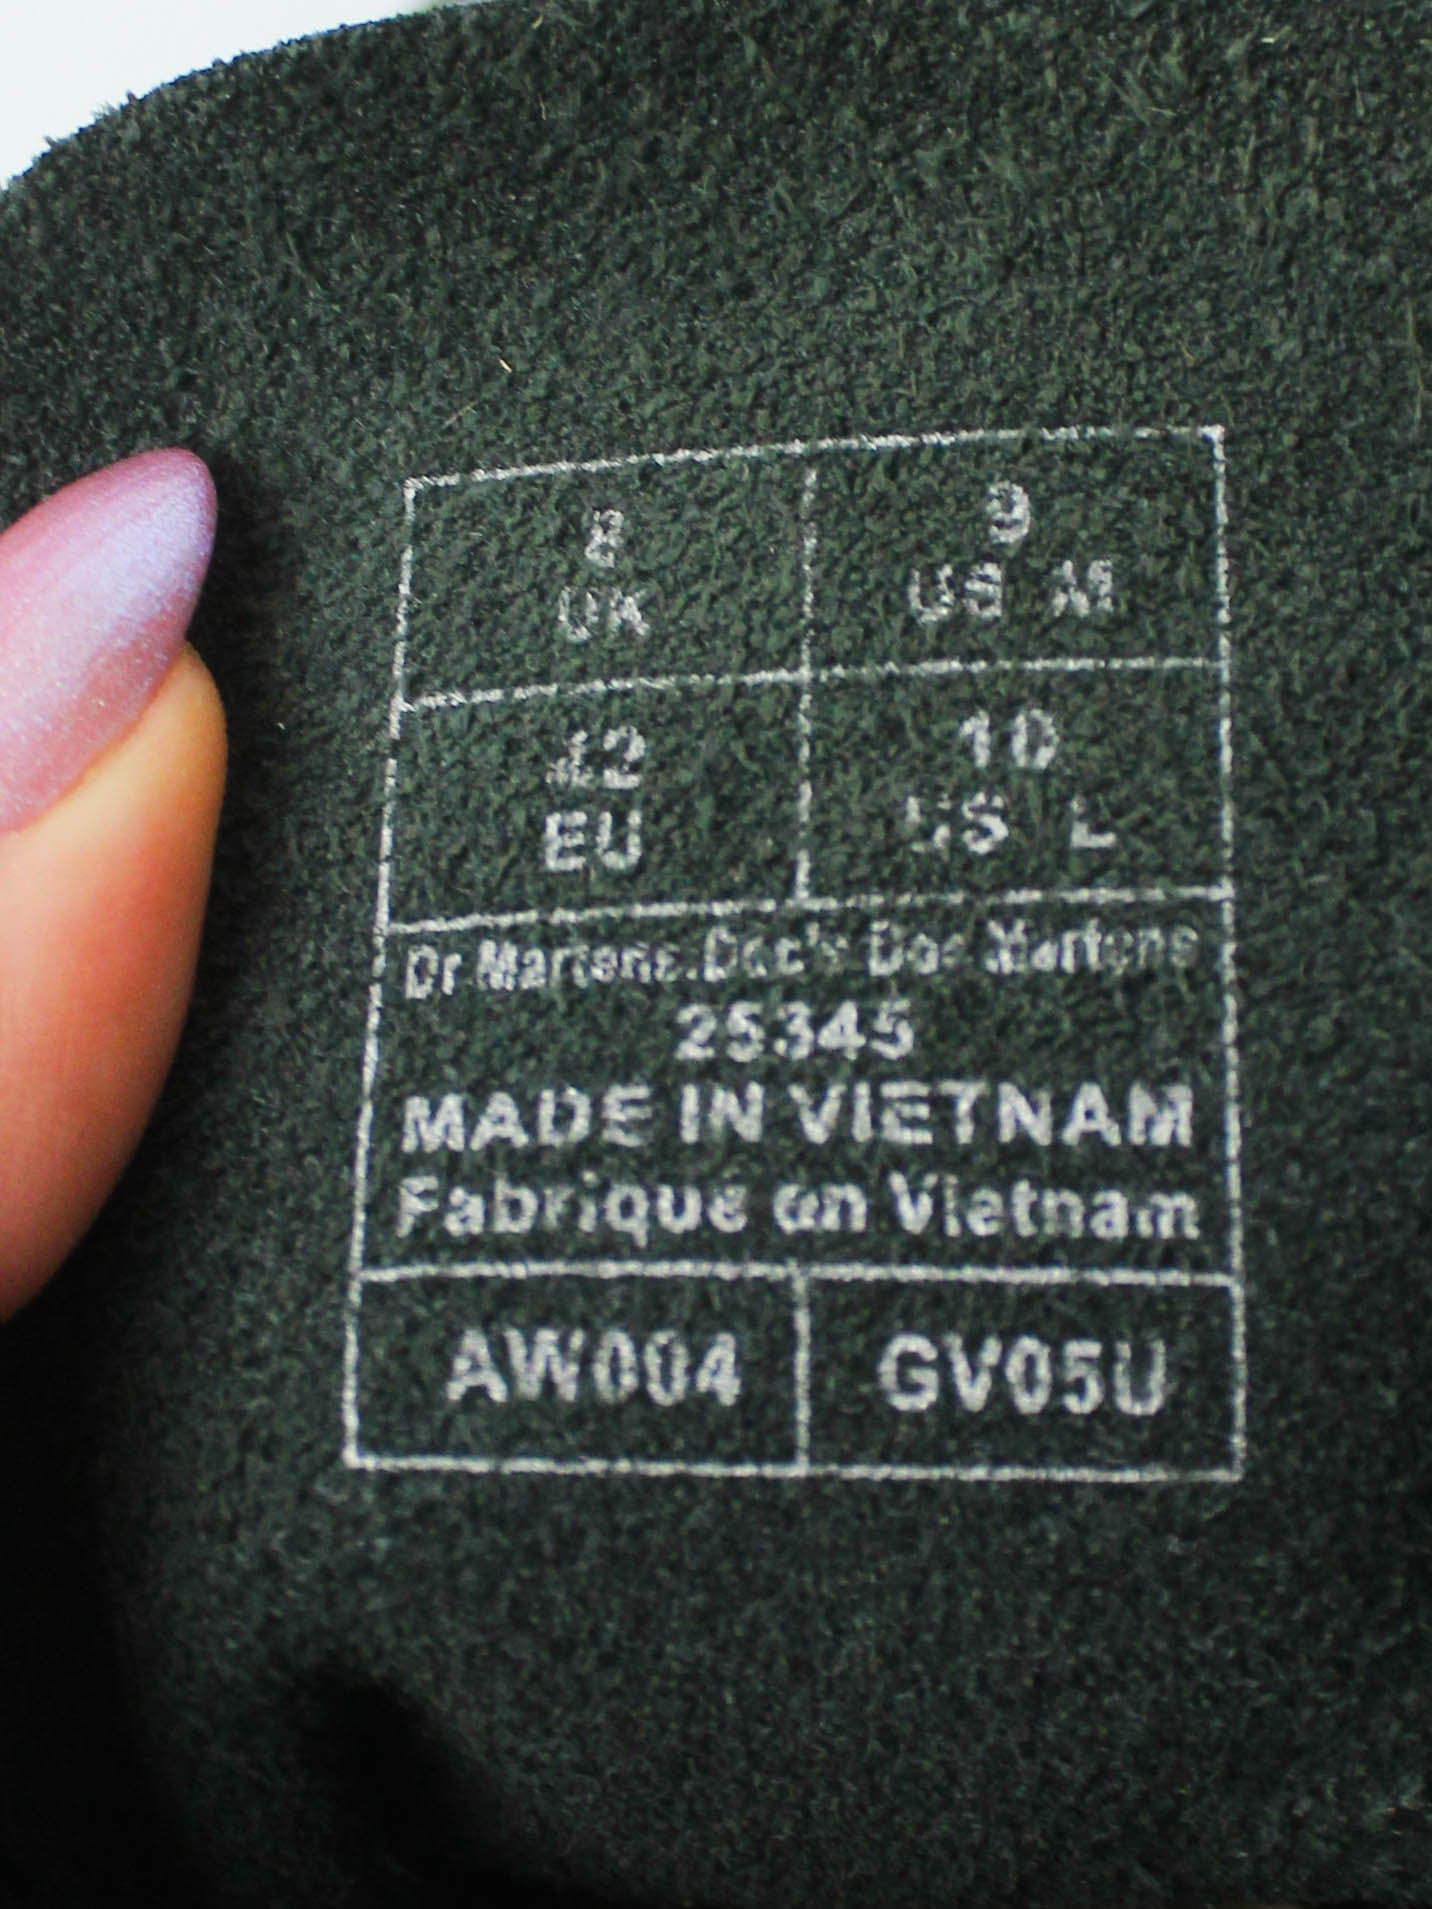 8
UK
9
US M
42
EU
10
US L
Dr Martens.Doc's Doc Martens
25345
MADE IN VIETNAM
Fabriqué en Vietnam
AW004
GV05U